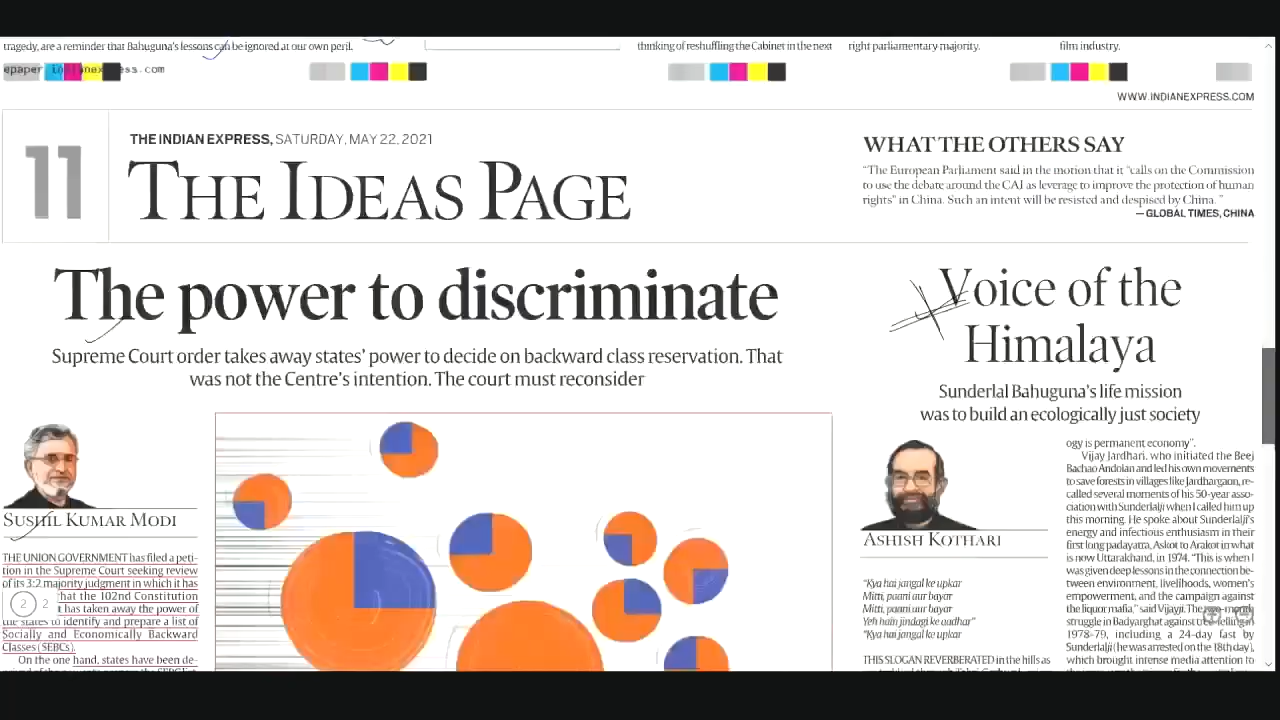 tragedy, are a reminder that Bahuguna's lessons can be ignored at our own peril.
thinking of reshuffling the Cabinet in the next
right parliamentary majority.
film industry.
epaper.indianexpress.com
WWW.INDIANEXPRESS.COM
11
THE INDIAN EXPRESS, SATURDAY, MAY 22, 2021
THE IDEAS PAGE
WHAT THE OTHERS SAY
“The European Parliament said in the motion that it “calls on the Commission
to use the debate around the CAI as leverage to improve the protection of human
rights” in China. Such an intent will be resisted and despised by China. ”
— GLOBAL TIMES, CHINA
The power to discriminate
Supreme Court order takes away states’ power to decide on backward class reservation. That
was not the Centre’s intention. The court must reconsider
SUSHIL KUMAR MODI
THE UNION GOVERNMENT has filed a peti-
tion in the Supreme Court seeking review
of its 3:2 majority judgment in which it has
that the 102nd Constitution
t has taken away the power of
the states to identify and prepare a list of
Socially and Economically Backward
Classes (SEBCs).
On the one hand, states have been de-
2 2
Voice of the
Himalaya
Sunderlal Bahuguna’s life mission
was to build an ecologically just society
ASHISH KOTHARI
“Kya hai jangal ke upkar
Mitti, paani aur bayar
Mitti, paani aur bayar
Yeh hain jindagi ke aadhar”
“Kya hai jangal ke upkar
THIS SLOGAN REVERBERATED in the hills as
ogy is permanent economy”.
Vijay Jardhari, who initiated the Beej
Bachao Andolan and led his own movements
to save forests in villages like Jardhargaon, re-
called several moments of his 50-year asso-
ciation with Sunderlalji when I called him up
this morning. He spoke about Sunderlalji’s
energy and infectious enthusiasm in their
first long padayatra, Askot to Arakot in what
is now Uttarakhand, in 1974. “This is when I
was given deep lessons in the connection be-
tween environment, livelihoods, women’s
empowerment, and the campaign against
the liquor mafia,” said Vijayji. The
struggle in Badyarghat against tree felling in
1978-79, including a 24-day fast by
Sunderlalji (he was arrested on the 18th day),
which brought intense media attention to